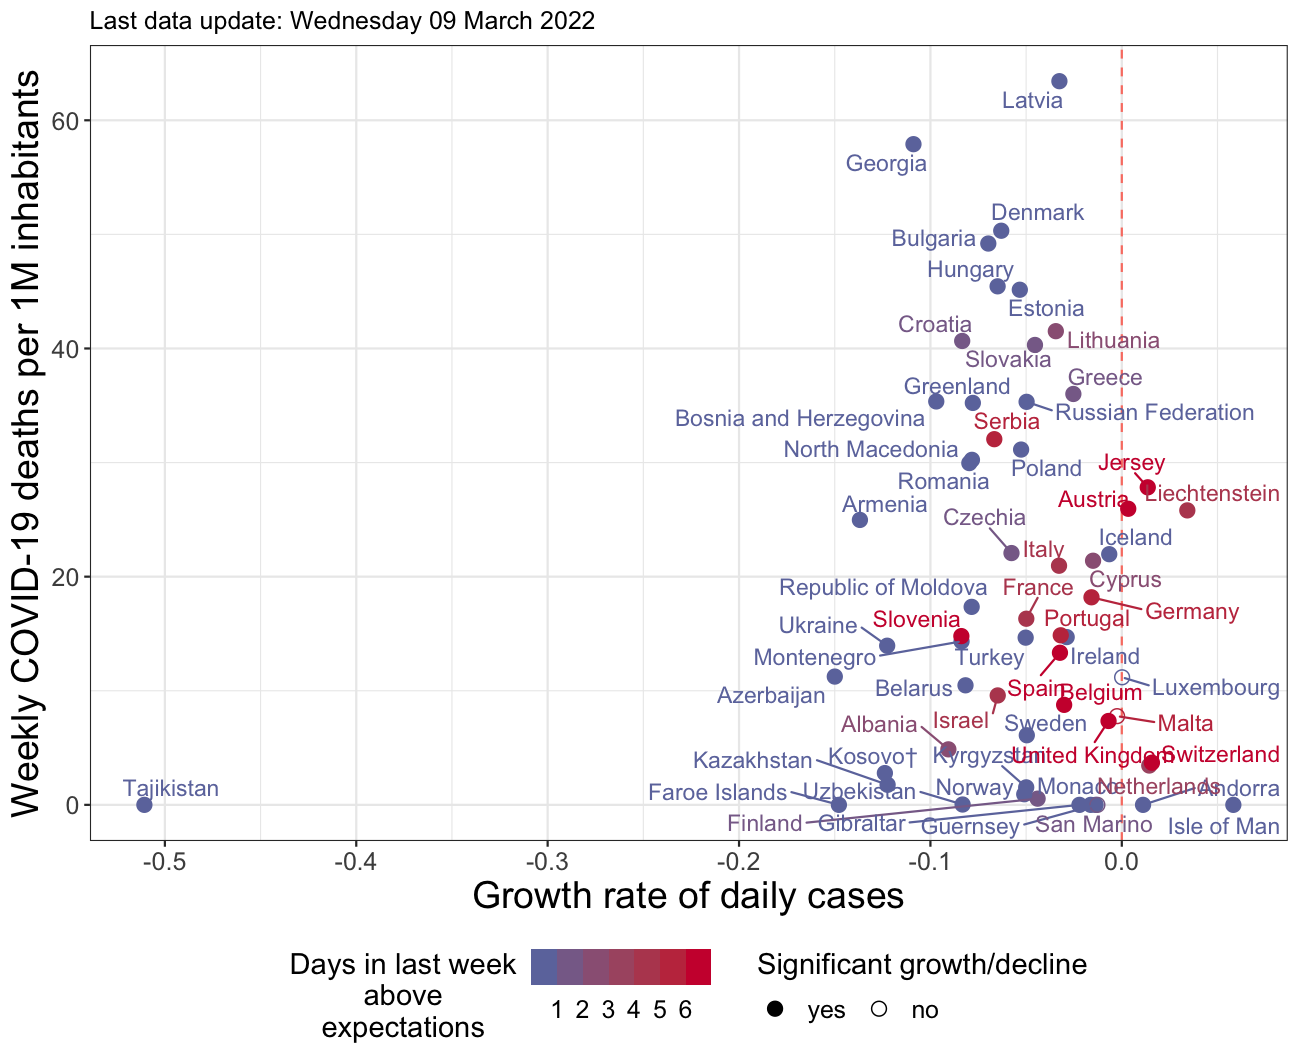 Last data update: Wednesday 09 March 2022
Weekly COVID-19 deaths per 1M inhabitants
60
40
20
0
Latvia
Georgia
Denmark
Bulgaria
Hungary
Estonia
Croatia
Lithuania
Slovakia
Greece
Greenland
Bosnia and Herzegovina
Russian Federation
Serbia
North Macedonia
Poland
Jersey
Romania
Liechtenstein
Austria
Armenia
Czechia
Iceland
Italy
Cyprus
Republic of Moldova
France
Germany
Slovenia
Portugal
Ukraine
Montenegro
Turkey
Ireland
Azerbaijan
Belarus
Spain
Belgium
Luxembourg
Albania
Israel
Sweden
Malta
Kazakhstan
Kosovo†
Kyrgyzstan
United Kingdom
Switzerland
Tajikistan
Faroe Islands
Uzbekistan
Norway
Monaco
Netherlands
Andorra
Finland
Gibraltar
Guernsey
San Marino
Isle of Man
-0.5 -0.4 -0.3 -0.2 -0.1 0.0
Growth rate of daily cases
Days in last week
above
expectations
1 2 3 4 5 6
Significant growth/decline
yes no